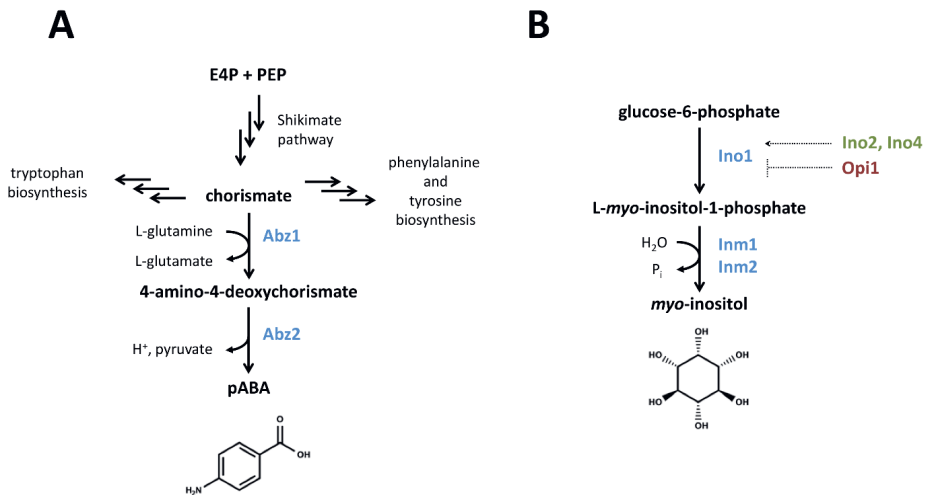 A
E4P + PEP
Shikimate
pathway
tryptophan
biosynthesis
phenylalanine
and
tyrosine
biosynthesis
chorismate
L-glutamine
Abz1
L-glutamate
4-amino-4-deoxychorismate
Abz2
H⁺, pyruvate
pABA
O
OH
H₂N
B
glucose-6-phosphate
Ino2, Ino4
Ino1
Opi1
L-myo-inositol-1-phosphate
H₂O
Inm1
Pᵢ
Inm2
myo-inositol
OH
HO
OH
HO
OH
OH